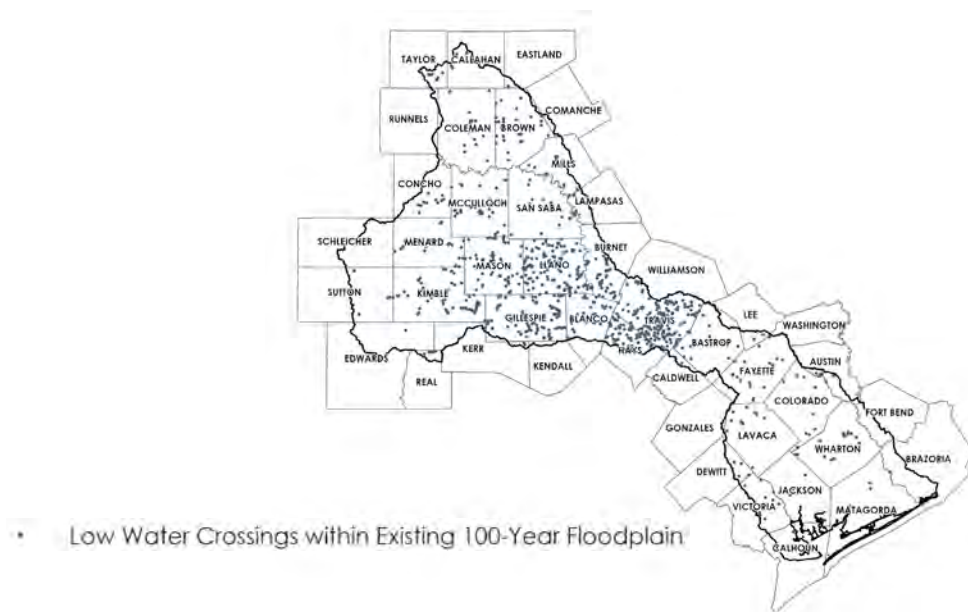 TAYLOR
CALLAHAN
EASTLAND
RUNNELS
COLEMAN
BROWN
COMANCHE
MILLS
CONCHO
MCCULLOCH
SAN SABA
LAMPASAS
SCHLEICHER
MENARD
MASON
LLANO
BURNET
WILLIAMSON
SUTTON
KIMBLE
GILLESPIE
BLANCO
TRAVIS
LEE
WASHINGTON
EDWARDS
REAL
KERR
KENDALL
HAYS
BASTROP
CALDWELL
FAYETTE
AUSTIN
COLORADO
FORT BEND
GONZALES
LAVACA
WHARTON
BRAZORIA
DEWITT
JACKSON
VICTORIA
MATAGORDA
CALHOUN
Low Water Crossings within Existing 100-Year Floodplain